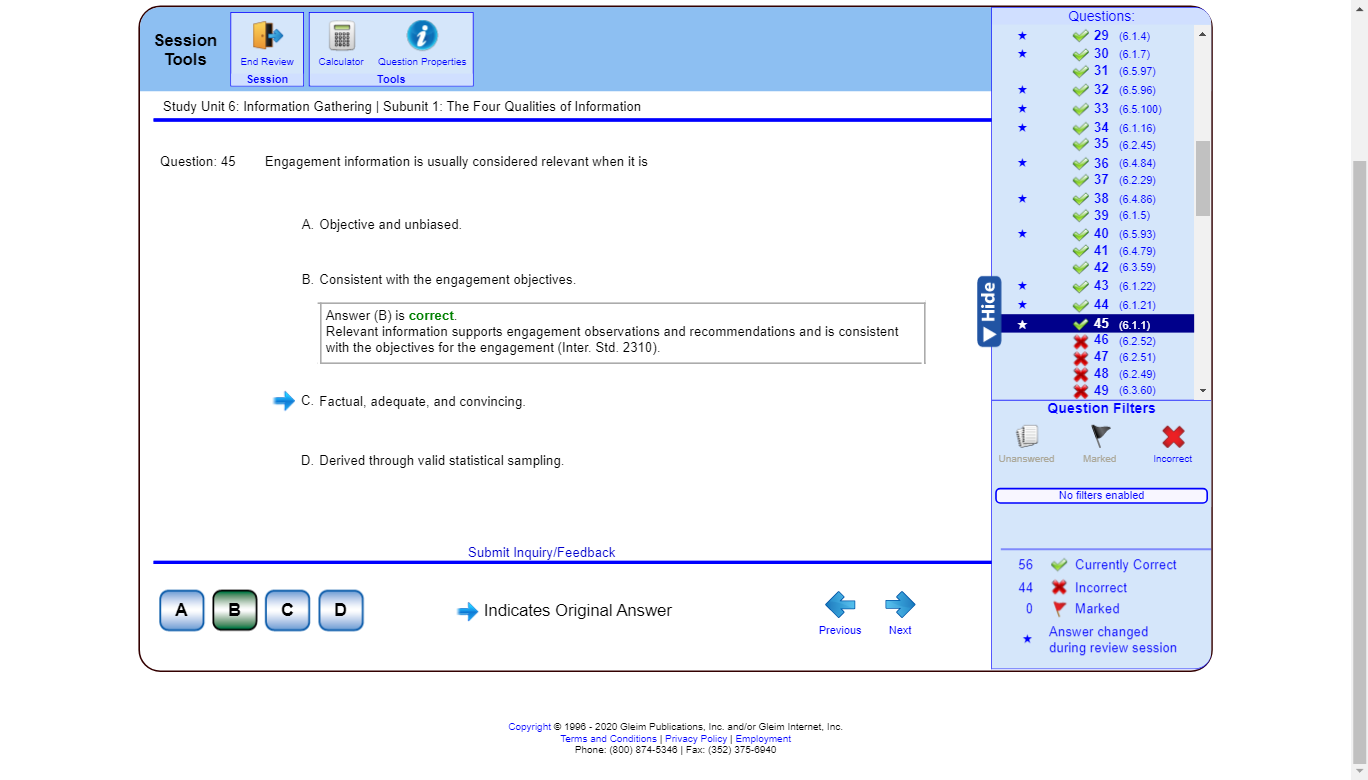 Session
Tools
End Review
Session
Calculator
Question Properties
Tools
Study Unit 6: Information Gathering | Subunit 1: The Four Qualities of Information
Question: 45 Engagement information is usually considered relevant when it is
A. Objective and unbiased.
B. Consistent with the engagement objectives.
Answer (B) is correct.
Relevant information supports engagement observations and recommendations and is consistent
with the objectives for the engagement (Inter. Std. 2310).
C. Factual, adequate, and convincing.
D. Derived through valid statistical sampling.
Submit Inquiry/Feedback
A B C D
Indicates Original Answer
Previous
Next
Hide
Questions:
29 (6.1.4)
30 (6.1.7)
31 (6.5.97)
32 (6.5.96)
33 (6.5.100)
34 (6.1.16)
35 (6.2.45)
36 (6.4.84)
37 (6.2.29)
38 (6.4.86)
39 (6.1.5)
40 (6.5.93)
41 (6.4.79)
42 (6.3.59)
43 (6.1.22)
44 (6.1.21)
45 (6.1.1)
46 (6.2.52)
47 (6.2.51)
48 (6.2.49)
49 (6.3.60)
Question Filters
Unanswered
Marked
Incorrect
No filters enabled
56 Currently Correct
44 Incorrect
0 Marked
Answer changed
during review session
Copyright © 1996 - 2020 Gleim Publications, Inc. and/or Gleim Internet, Inc.
Terms and Conditions | Privacy Policy | Employment
Phone: (800) 874-5346 | Fax: (352) 375-6940